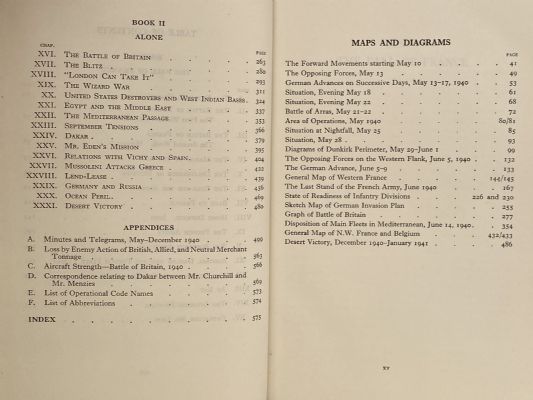 BOOK II
ALONE
CHAP. PAGE
XVI. THE BATTLE OF BRITAIN . . . . 263
XVII. THE BLITZ . . . . . . 280
XVIII. "LONDON CAN TAKE IT" . . . . 293
XIX. THE WIZARD WAR . . . . . 311
XX. UNITED STATES DESTROYERS AND WEST INDIAN BASES . 324
XXI. EGYPT AND THE MIDDLE EAST . . . . 337
XXII. THE MEDITERRANEAN PASSAGE . . . . 353
XXIII. SEPTEMBER TENSIONS . . . . . 366
XXIV. DAKAR . . . . . . . 379
XXV. MR. EDEN'S MISSION . . . . . 395
XXVI. RELATIONS WITH VICHY AND SPAIN . . . . 404
XXVII. MUSSOLINI ATTACKS GREECE . . . . 422
XXVIII. LEND-LEASE . . . . . . 439
XXIX. GERMANY AND RUSSIA . . . . . 456
XXX. OCEAN PERIL . . . . . . 469
XXXI. DESERT VICTORY . . . . . 480
APPENDICES
A. Minutes and Telegrams, May–December 1940 . . . 499
B. Loss by Enemy Action of British, Allied, and Neutral Merchant
Tonnage . . . . . . . 563
C. Aircraft Strength—Battle of Britain, 1940 . . . . 566
D. Correspondence relating to Dakar between Mr. Churchill and
Mr. Menzies . . . . . . . 569
E. List of Operational Code Names . . . . 573
F. List of Abbreviations . . . . . 574
INDEX . . . . . . . . 575
MAPS AND DIAGRAMS
PAGE
The Forward Movements starting May 10 . . . . 41
The Opposing Forces, May 13 . . . . . 49
German Advances on Successive Days, May 13–17, 1940 . . 53
Situation, Evening May 18 . . . . . 61
Situation, Evening May 22 . . . . . 68
Battle of Arras, May 21–22 . . . . . 72
Area of Operations, May 1940 . . . . . 80/81
Situation at Nightfall, May 25 . . . . . 85
Situation, May 28 . . . . . . 93
Diagrams of Dunkirk Perimeter, May 29–June 1 . . . 99
The Opposing Forces on the Western Flank, June 5, 1940 . . 132
The German Advance, June 5–9 . . . . . 133
General Map of Western France . . . . . 144/145
The Last Stand of the French Army, June 1940 . . . 167
State of Readiness of Infantry Divisions . . . 226 and 230
Sketch Map of German Invasion Plan . . . . 255
Graph of Battle of Britain . . . . . 277
Disposition of Main Fleets in Mediterranean, June 14, 1940 . . 354
General Map of N.W. France and Belgium . . . 432/433
Desert Victory, December 1940–January 1941 . . . 486
xv